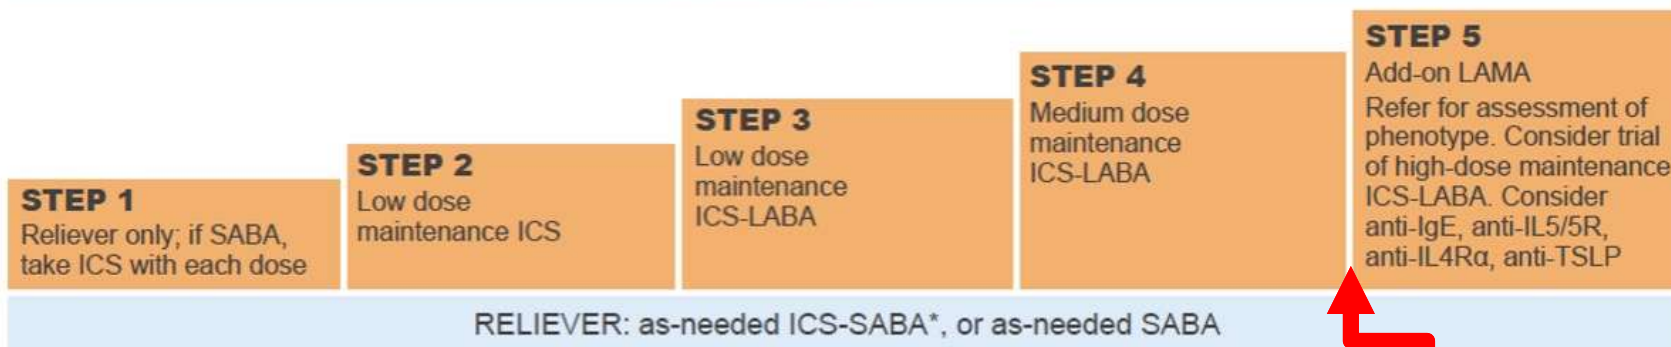 STEP 1
Reliever only; if SABA,
take ICS with each dose
STEP 2
Low dose
maintenance ICS
STEP 3
Low dose
maintenance
ICS-LABA
STEP 4
Medium dose
maintenance
ICS-LABA
STEP 5
Add-on LAMA
Refer for assessment of
phenotype. Consider trial
of high-dose maintenance
ICS-LABA. Consider
anti-IgE, anti-IL5/5R,
anti-IL4Rα, anti-TSLP
RELIEVER: as-needed ICS-SABA*, or as-needed SABA